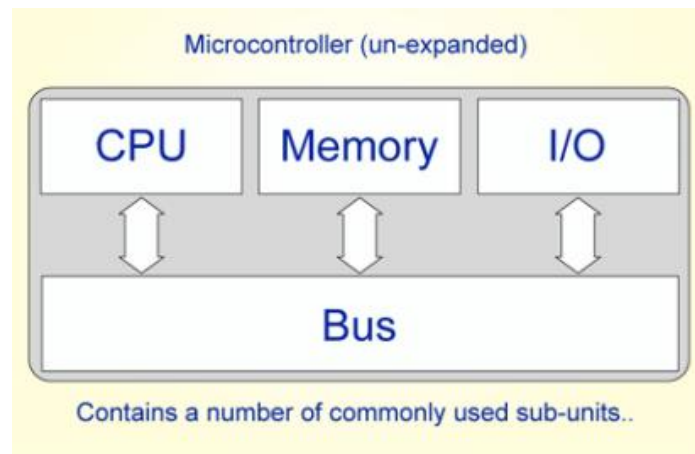 Microcontroller (un-expanded)
CPU Memory I/O
Bus
Contains a number of commonly used sub-units..